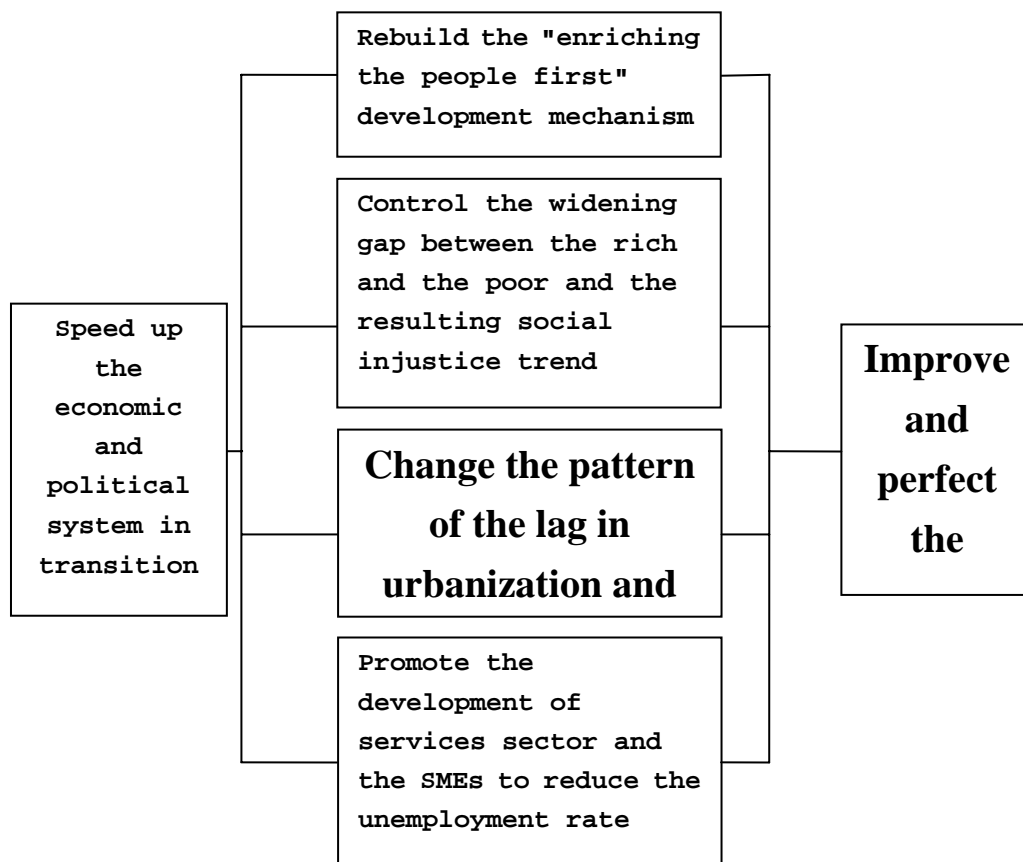 Rebuild the "enriching
the people first"
development mechanism
Control the widening
gap between the rich
and the poor and the
resulting social
injustice trend
Speed up
the
economic
and
political
system in
transition
Improve
and
perfect
the
Change the pattern
of the lag in
urbanization and
Promote the
development of
services sector and
the SMEs to reduce the
unemployment rate